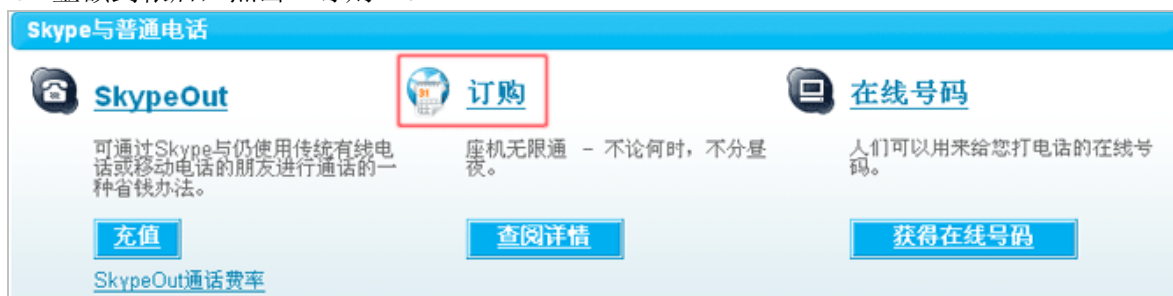 Skype与普通电话
SkypeOut
订购
在线号码
可通过Skype与仍使用传统有线电
话或移动电话的朋友进行通话的一
种省钱办法。
座机无限通 - 不论何时，不分昼
夜。
人们可以用来给您打电话的在线号
码。
充值
查阅详情
获得在线号码
SkypeOut通话费率